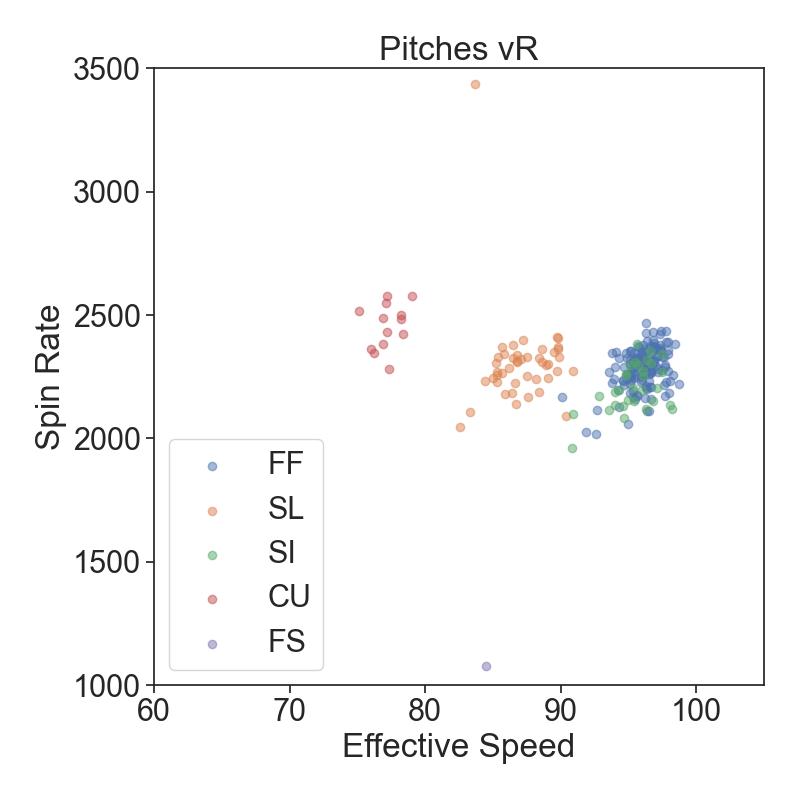 Pitches vR
3500
3000
2500
2000
1500
1000
Spin Rate
FF
SL
SI
CU
FS
60 70 80 90 100
Effective Speed